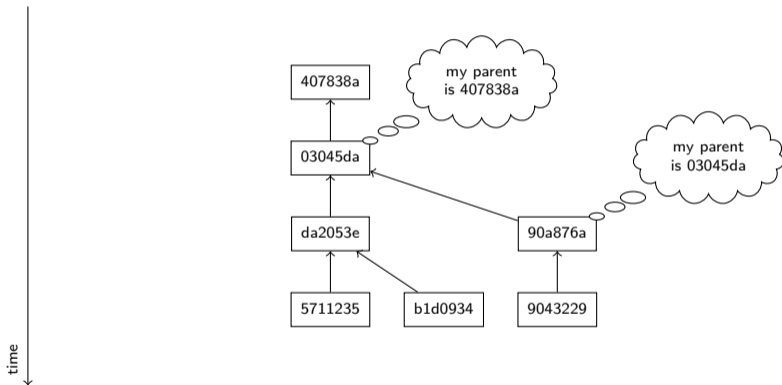 407838a
my parent
is 407838a
03045da
my parent
is 03045da
da2053e
90a876a
5711235
b1d0934
9043229
time